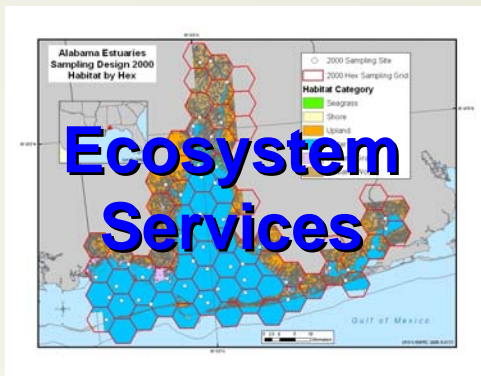 Alabama Estuaries
Sampling Design 2000
Habitat by Hex
2000 Sampling Site
2000 Hex Sampling Grid
Habitat Category
Seagrass
Shore
Upland
Ecosystem
Services
Gulf of Mexico